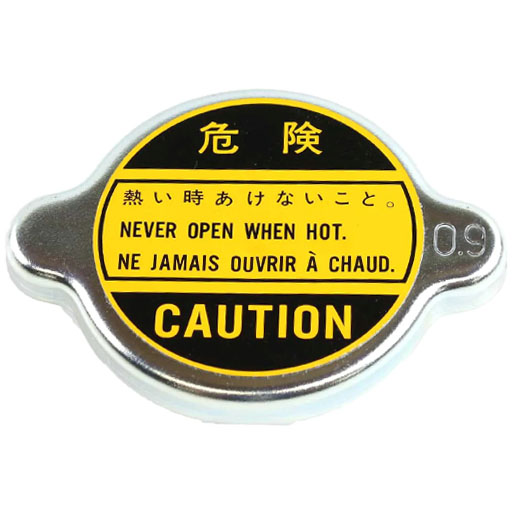 危険
熱い時あけないこと。
NEVER OPEN WHEN HOT.
NE JAMAIS OUVRIR À CHAUD.
CAUTION
0.9